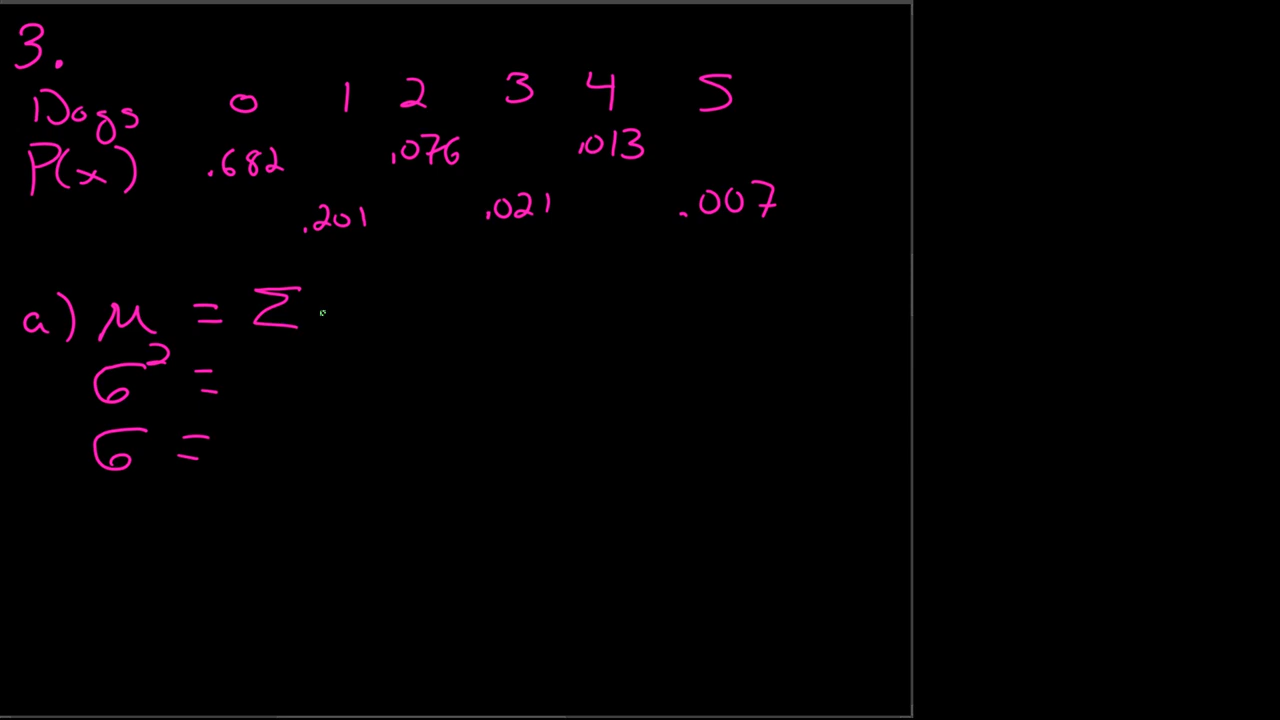 3.
Dogs 0 1 2 3 4 5
P(x) .682 .201 .076 .021 .013 .007
a) μ = Σ
σ² =
σ =